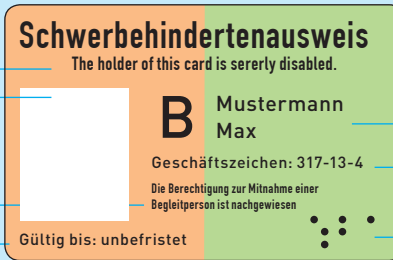 Schwerbehindertenausweis
The holder of this card is sererly disabled.
B
Mustermann
Max
Geschäftszeichen: 317-13-4
Die Berechtigung zur Mitnahme einer
Begleitperson ist nachgewiesen
Gültig bis: unbefristet